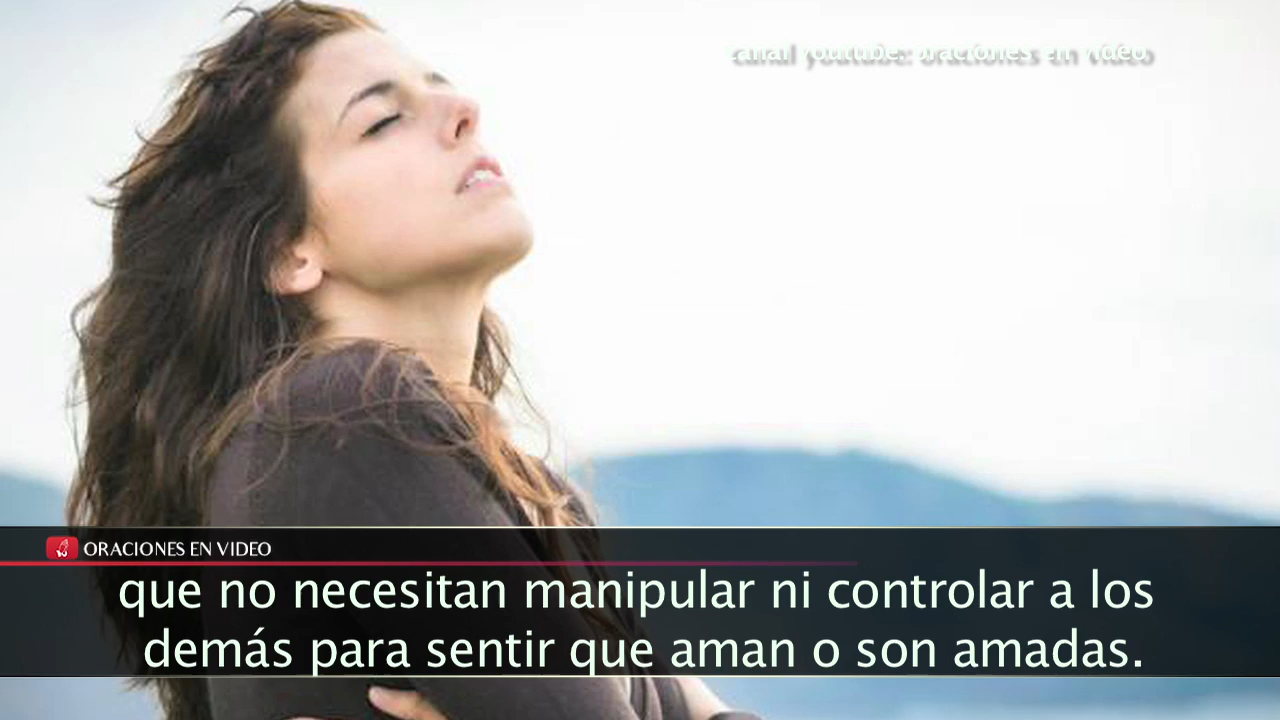 canal youtube: oraciones en video
ORACIONES EN VIDEO
que no necesitan manipular ni controlar a los
demás para sentir que aman o son amadas.